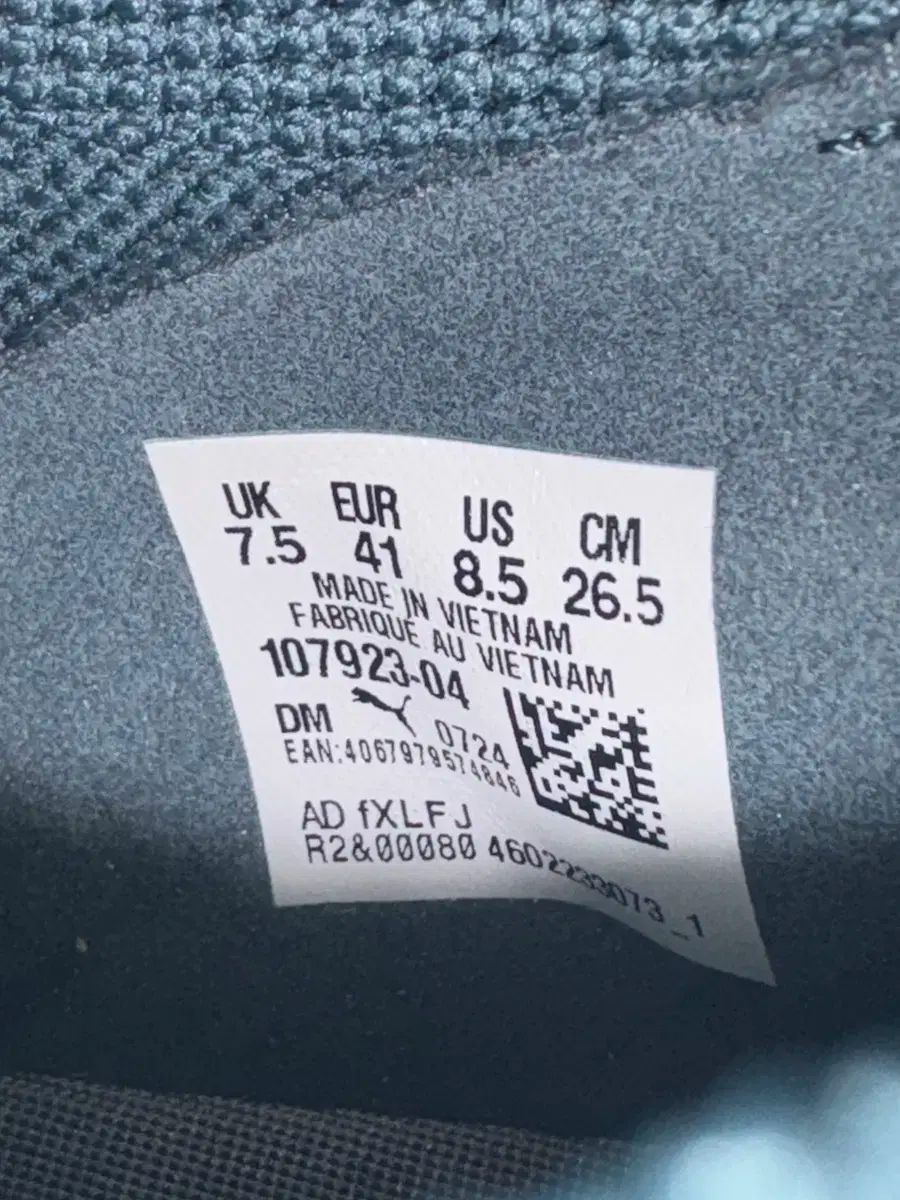 UK EUR US CM
7.5 41 8.5 26.5
MADE IN VIETNAM
FABRIQUE AU VIETNAM
107923-04
DM 0724
EAN:4067979574846
AD fXLFJ
R2&00080 4602233073_1